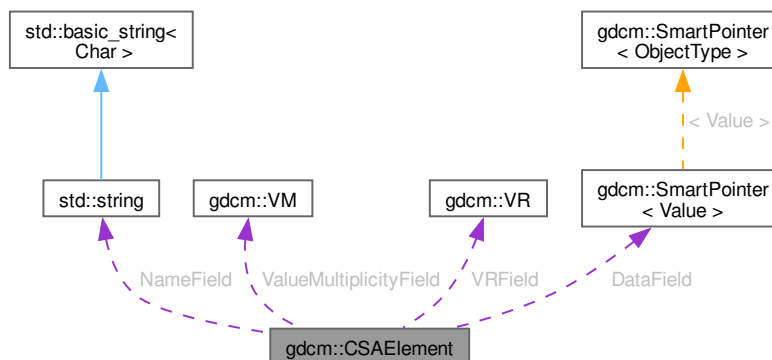 std::basic_string<
Char >
gdcm::SmartPointer
< ObjectType >
< Value >
std::string
gdcm::VM
gdcm::VR
gdcm::SmartPointer
< Value >
NameField
ValueMultiplicityField
VRField
DataField
gdcm::CSAElement